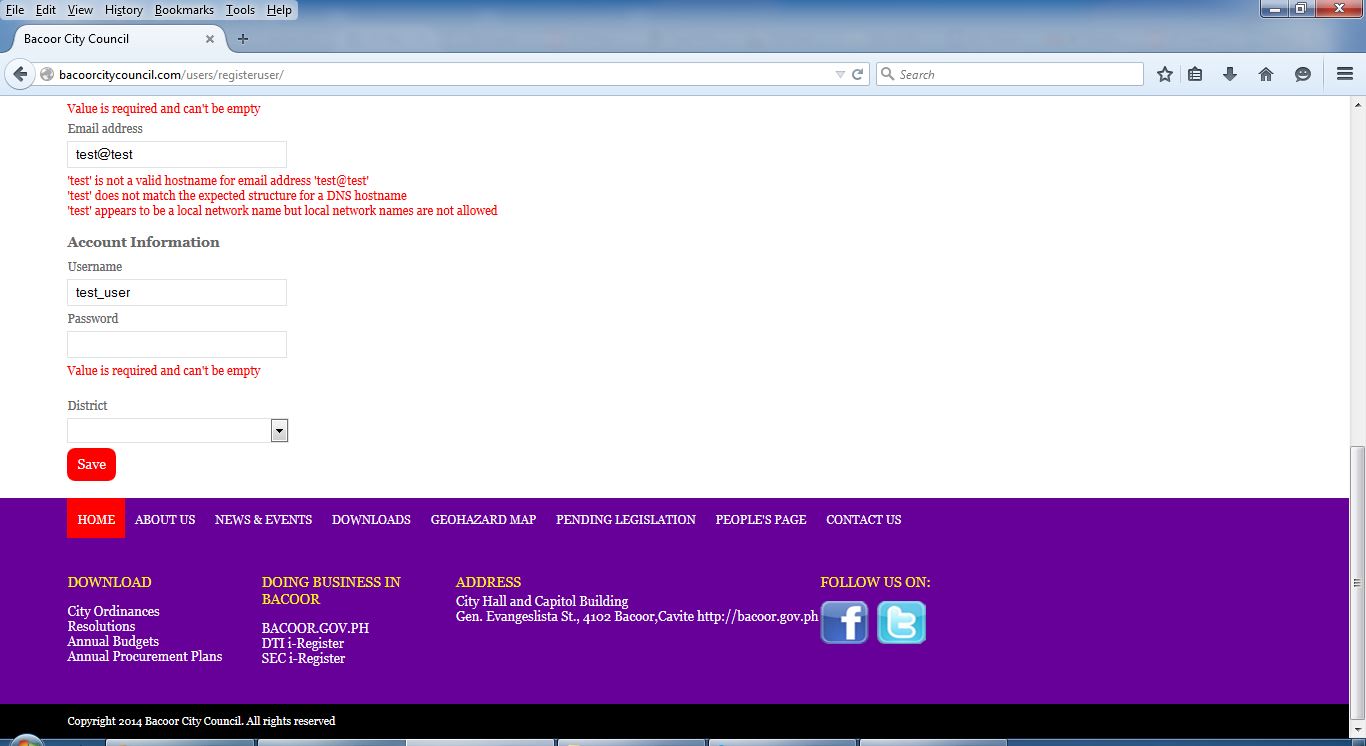 File Edit View History Bookmarks Tools Help
Bacoor City Council
bacoorcitycouncil.com/users/registeruser/
Search
Value is required and can't be empty
Email address
test@test
'test' is not a valid hostname for email address 'test@test'
'test' does not match the expected structure for a DNS hostname
'test' appears to be a local network name but local network names are not allowed
Account Information
Username
test_user
Password
Value is required and can't be empty
District
Save
HOME ABOUT US NEWS & EVENTS DOWNLOADS GEOHAZARD MAP PENDING LEGISLATION PEOPLE'S PAGE CONTACT US
DOWNLOAD
City Ordinances
Resolutions
Annual Budgets
Annual Procurement Plans
DOING BUSINESS IN
BACOOR
BACOOR.GOV.PH
DTI i-Register
SEC i-Register
ADDRESS
City Hall and Capitol Building
Gen. Evangeslista St., 4102 Bacoor,Cavite http://bacoor.gov.ph
FOLLOW US ON:
Copyright 2014 Bacoor City Council. All rights reserved